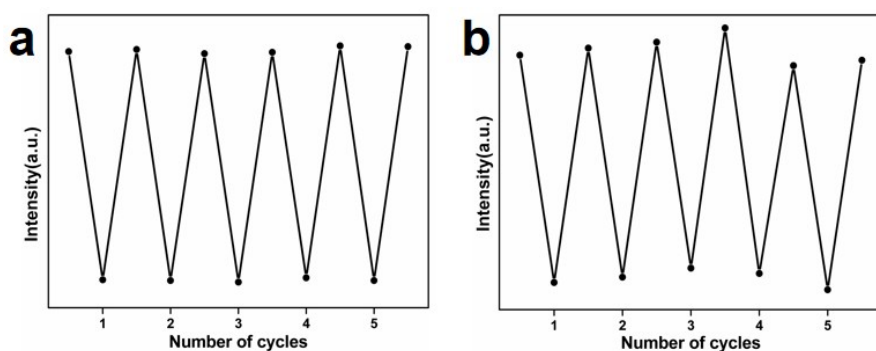 a
Intensity(a.u.)
1 2 3 4 5
Number of cycles
b
Intensity(a.u.)
1 2 3 4 5
Number of cycles